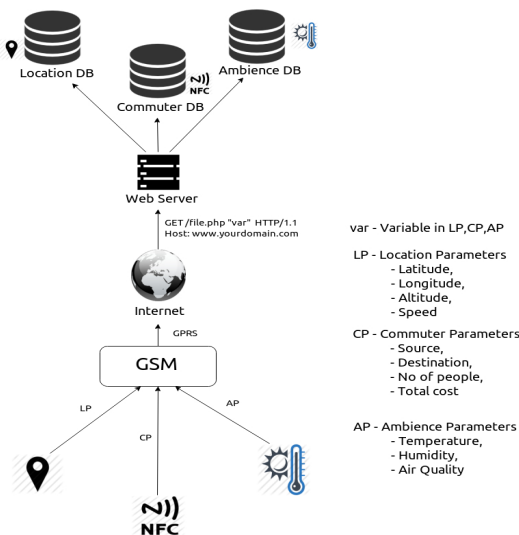 Location DB
NFC
Commuter DB
Ambience DB
Web Server
GET /file.php "var" HTTP/1.1
Host: www.yourdomain.com
Internet
GPRS
GSM
LP
CP
AP
NFC
var - Variable in LP,CP,AP
LP - Location Parameters
- Latitude,
- Longitude,
- Altitude,
- Speed
CP - Commuter Parameters
- Source,
- Destination,
- No of people,
- Total cost
AP - Ambience Parameters
- Temperature,
- Humidity,
- Air Quality